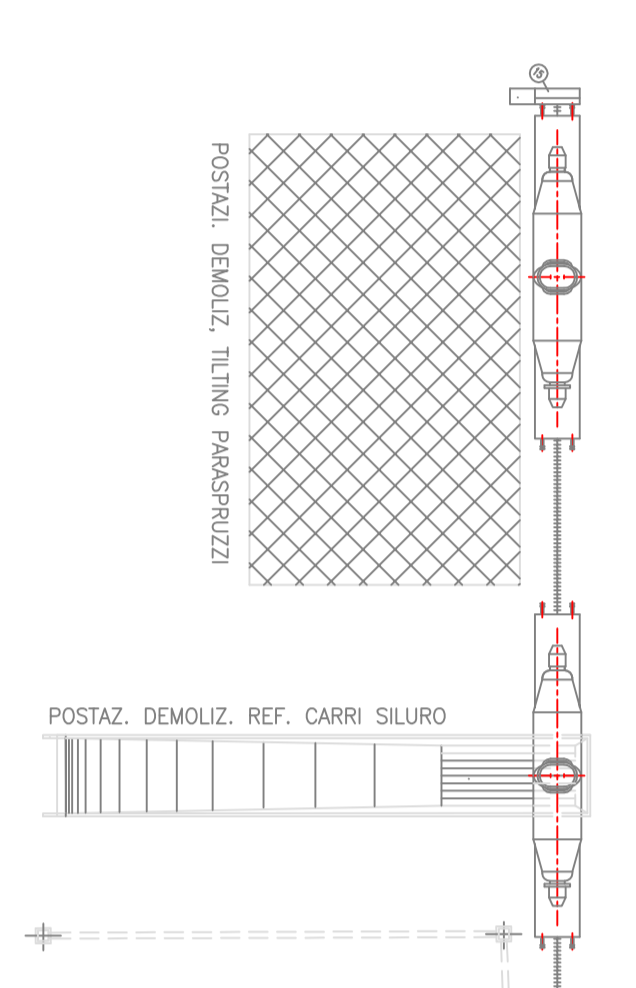 15
POSTAZI. DEMOLIZ, TILTING PARASPRUZZI
POSTAZ. DEMOLIZ. REF. CARRI SILURO